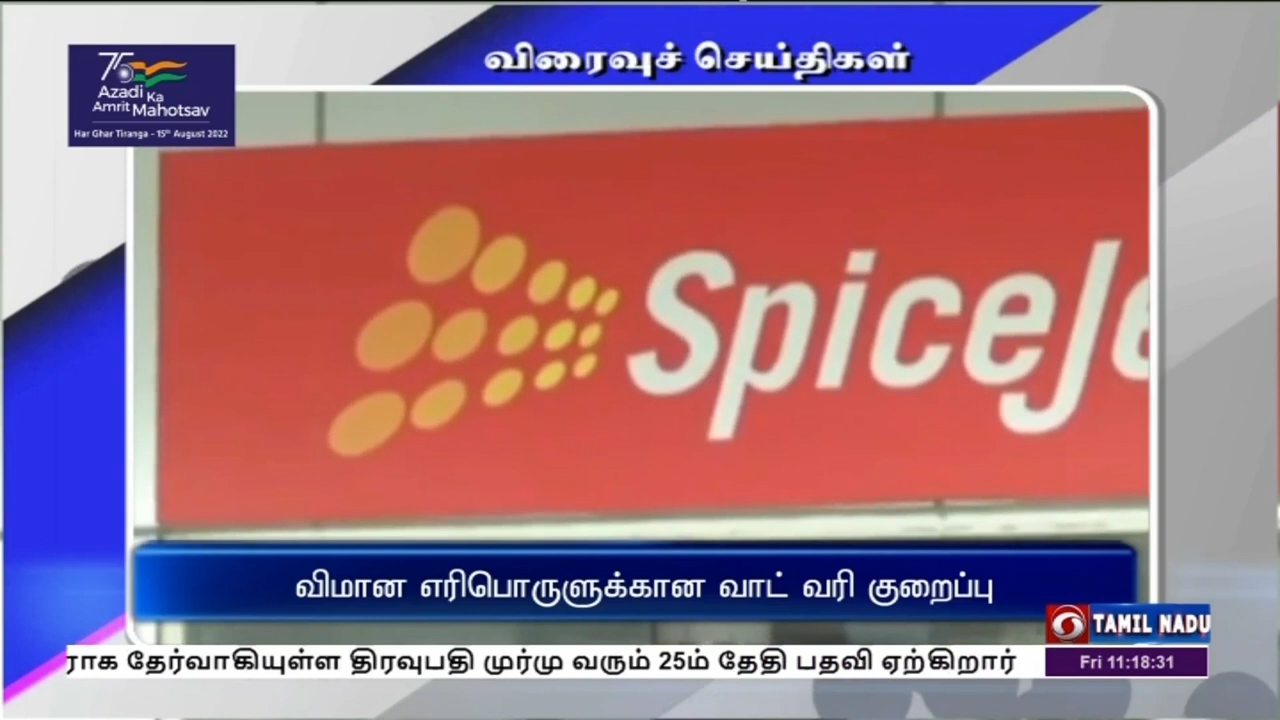 விரைவுச் செய்திகள்
75
Azadi
Ka
Amrit Mahotsav
Har Ghar Tiranga - 15th August 2022
SpiceJe
விமான எரிபொருளுக்கான வாட் வரி குறைப்பு
TAMIL NADU
ராக தேர்வாகியுள்ள திரவுபதி முர்மு வரும் 25ம் தேதி பதவி ஏற்கிறார்
Fri 11:18:31